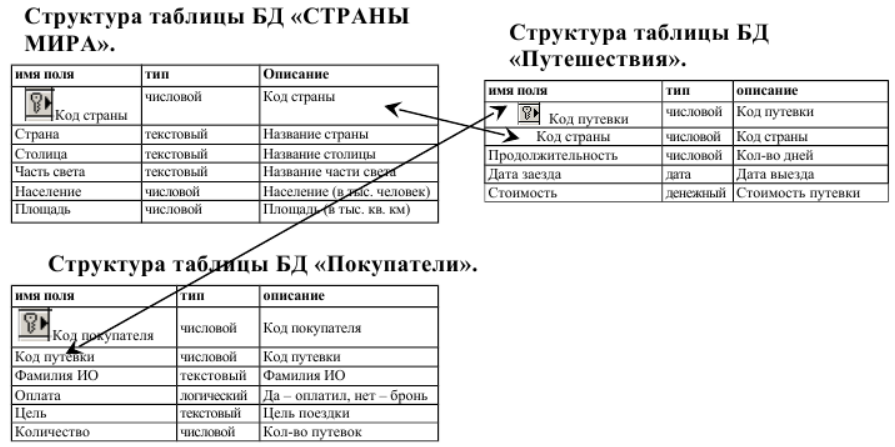 Структура таблицы БД «СТРАНЫ
МИРА».
имя поля тип Описание
Код страны числовой Код страны
Страна текстовый Название страны
Столица текстовый Название столицы
Часть света текстовый Название части света
Население числовой Население (в тыс. человек)
Площадь числовой Площадь (в тыс. кв. км)
Структура таблицы БД
«Путешествия».
имя поля тип описание
Код путевки числовой Код путевки
Код страны числовой Код страны
Продолжительность числовой Кол-во дней
Дата заезда дата Дата выезда
Стоимость денежный Стоимость путевки
Структура таблицы БД «Покупатели».
имя поля тип описание
Код покупателя числовой Код покупателя
Код путевки числовой Код путевки
Фамилия ИО текстовый Фамилия ИО
Оплата логический Да – оплатил, нет – бронь
Цель текстовый Цель поездки
Количество числовой Кол-во путевок